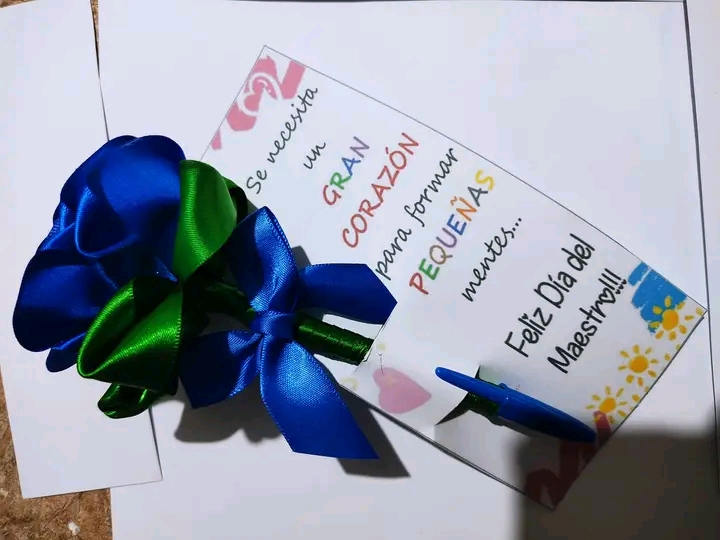 Se necesita
un
GRAN
CORAZÓN
para formar
PEQUEÑAS
mentes...
Feliz Día del
Maestro!!!